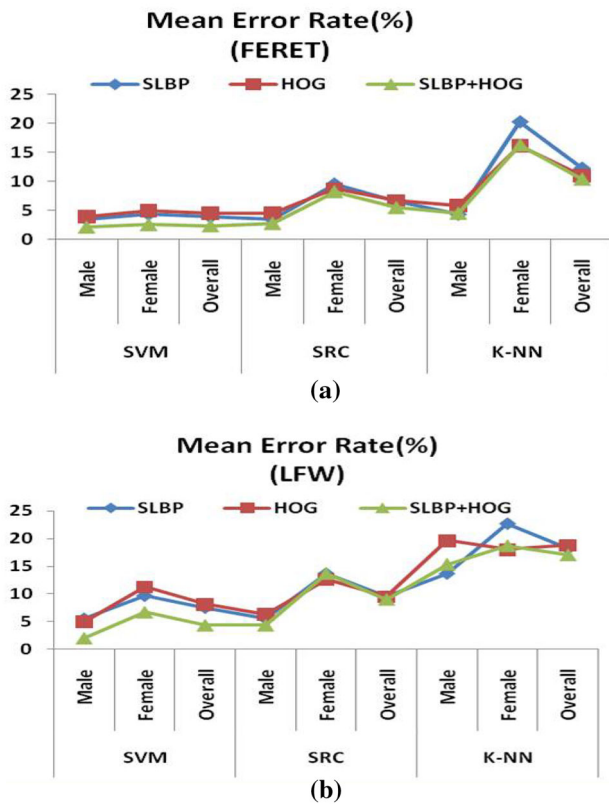 Mean Error Rate(%)
(FERET)
SLBP HOG SLBP+HOG
25
20
15
10
5
0
Male Female Overall Male Female Overall Male Female Overall
SVM SRC K-NN
(a)
Mean Error Rate(%)
(LFW)
SLBP HOG SLBP+HOG
25
20
15
10
5
0
Male Female Overall Male Female Overall Male Female Overall
SVM SRC K-NN
(b)